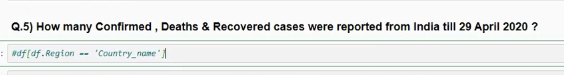 Q.5) How many Confirmed , Deaths & Recovered cases were reported from India till 29 April 2020 ?
: #df[df.Region == 'Country_name']